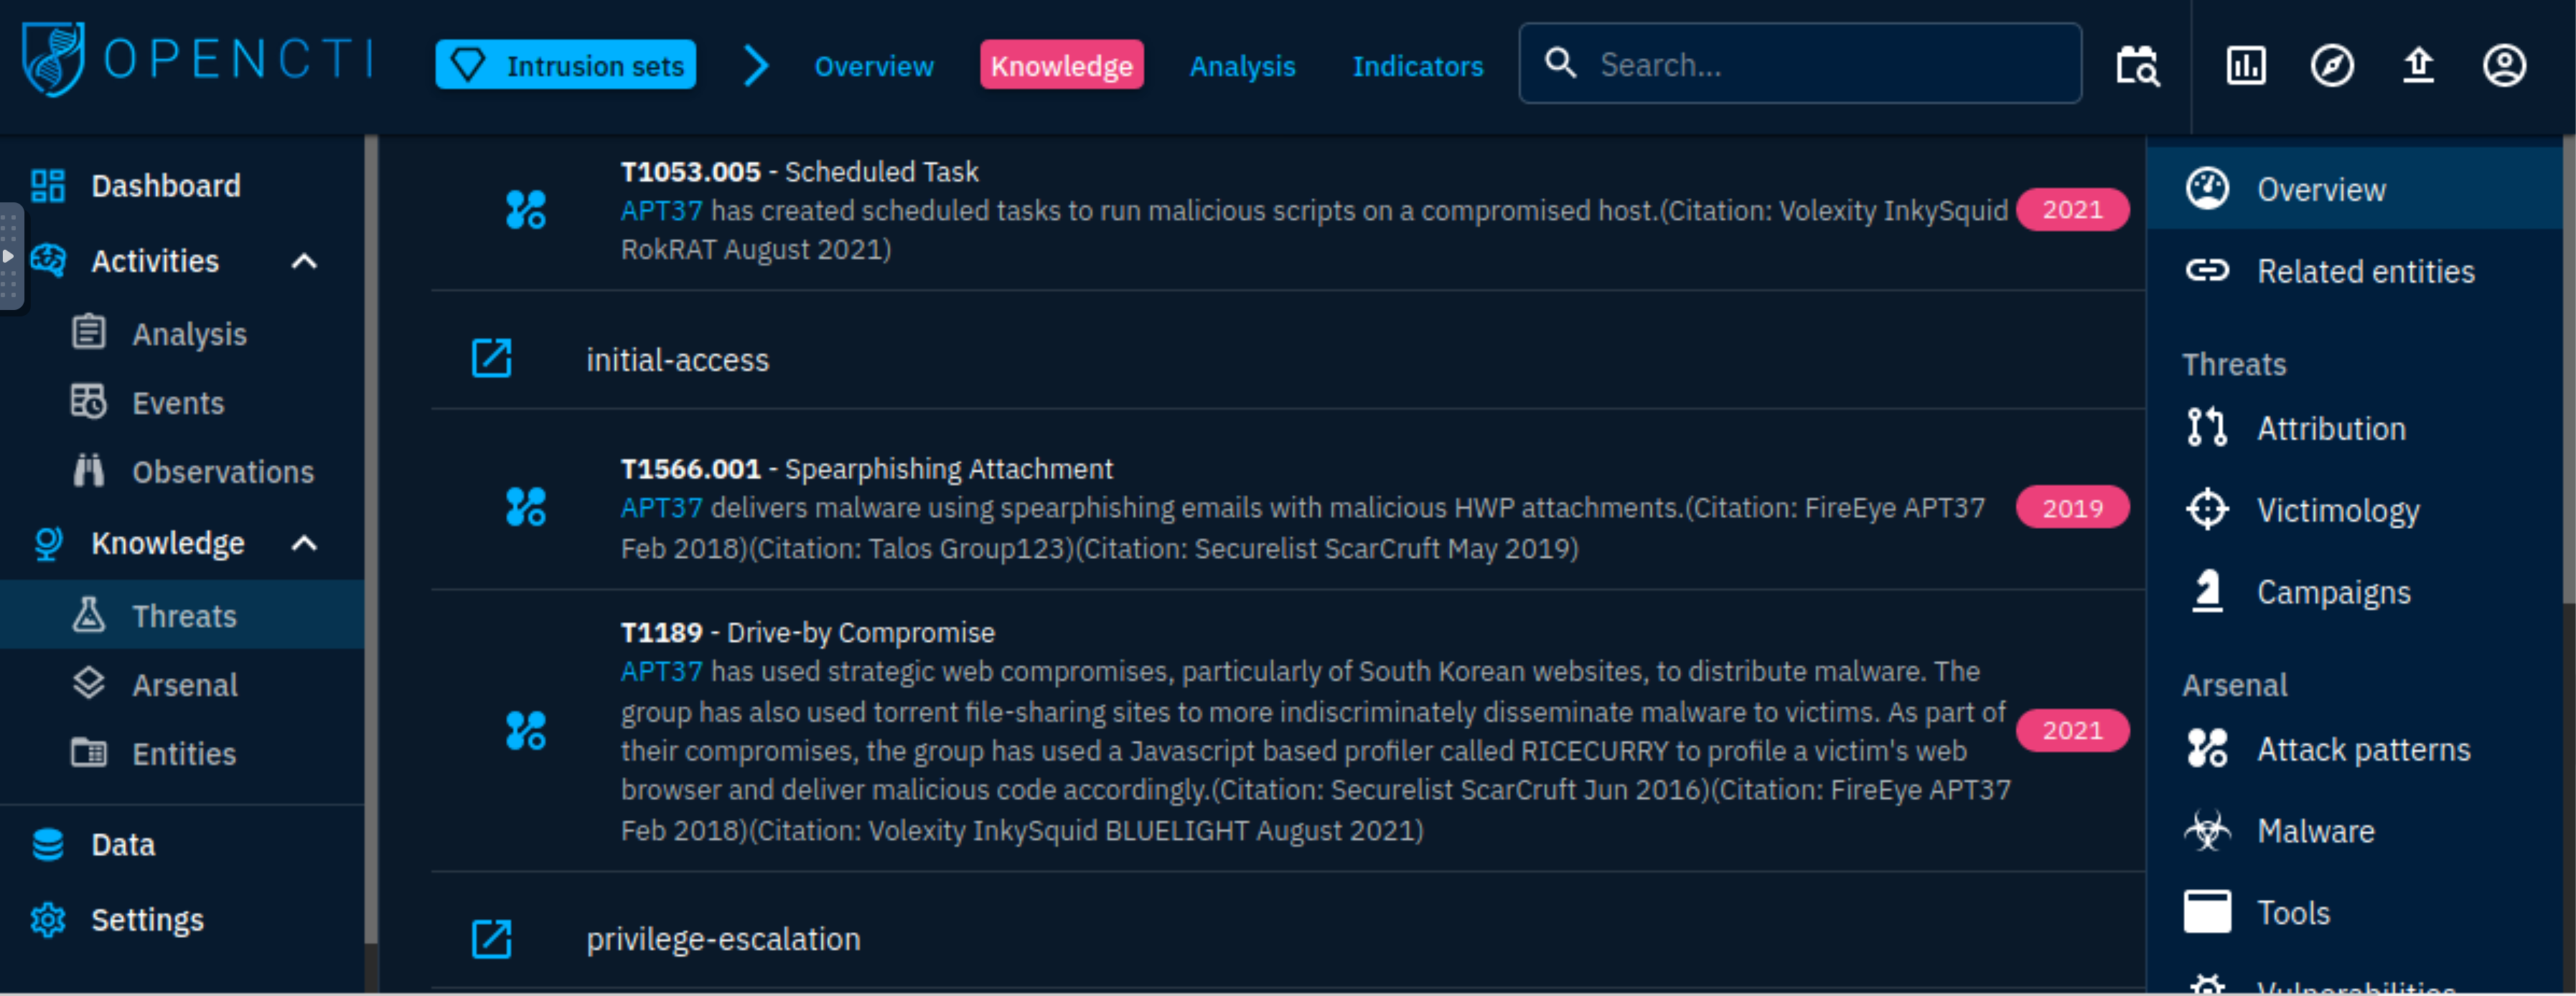 OPENCTI
Intrusion sets
Overview
Knowledge
Analysis
Indicators
Search...
Dashboard
Activities
Analysis
Events
Observations
Knowledge
Threats
Arsenal
Entities
Data
Settings
T1053.005 - Scheduled Task
APT37 has created scheduled tasks to run malicious scripts on a compromised host.(Citation: Volexity InkySquid
RokRAT August 2021)
2021
initial-access
T1566.001 - Spearphishing Attachment
APT37 delivers malware using spearphishing emails with malicious HWP attachments.(Citation: FireEye APT37
Feb 2018)(Citation: Talos Group123)(Citation: Securelist ScarCruft May 2019)
2019
T1189 - Drive-by Compromise
APT37 has used strategic web compromises, particularly of South Korean websites, to distribute malware. The
group has also used torrent file-sharing sites to more indiscriminately disseminate malware to victims. As part of
their compromises, the group has used a Javascript based profiler called RICECURRY to profile a victim's web
browser and deliver malicious code accordingly.(Citation: Securelist ScarCruft Jun 2016)(Citation: FireEye APT37
Feb 2018)(Citation: Volexity InkySquid BLUELIGHT August 2021)
2021
privilege-escalation
Overview
Related entities
Threats
Attribution
Victimology
Campaigns
Arsenal
Attack patterns
Malware
Tools
Vulnerabilities